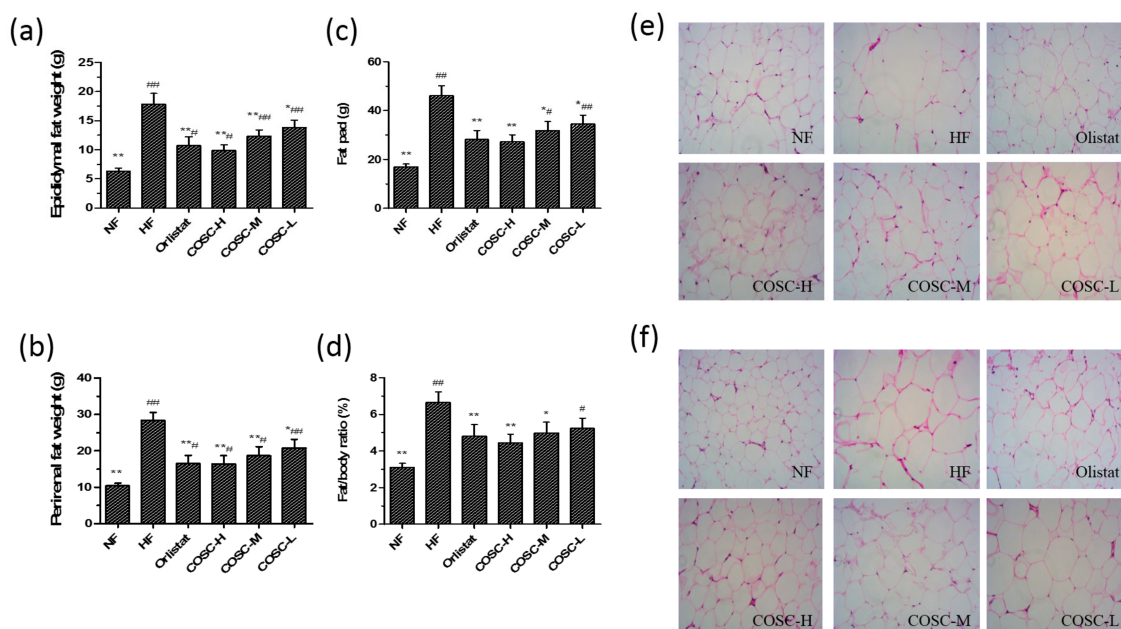 (a)
Epididymal fat weight (g)
25
20
15
10
5
0
**
###
**#
**#
**##
*###
NF
HF
Orlistat
COSC-H
COSC-M
COSC-L
(c)
Fat pad (g)
60
40
20
0
**
##
**
**
*#
*##
NF
HF
Orlistat
COSC-H
COSC-M
COSC-L
(e)
NF
HF
Olistat
COSC-H
COSC-M
COSC-L
(b)
Perirenal fat weight (g)
40
30
20
10
0
**
###
**#
**#
**#
*###
NF
HF
Orlistat
COSC-H
COSC-M
COSC-L
(d)
Fat/body ratio (%)
8
6
4
2
0
**
##
**
**
*
#
NF
HF
Orlistat
COSC-H
COSC-M
COSC-L
(f)
NF
HF
Olistat
COSC-H
COSC-M
COSC-L